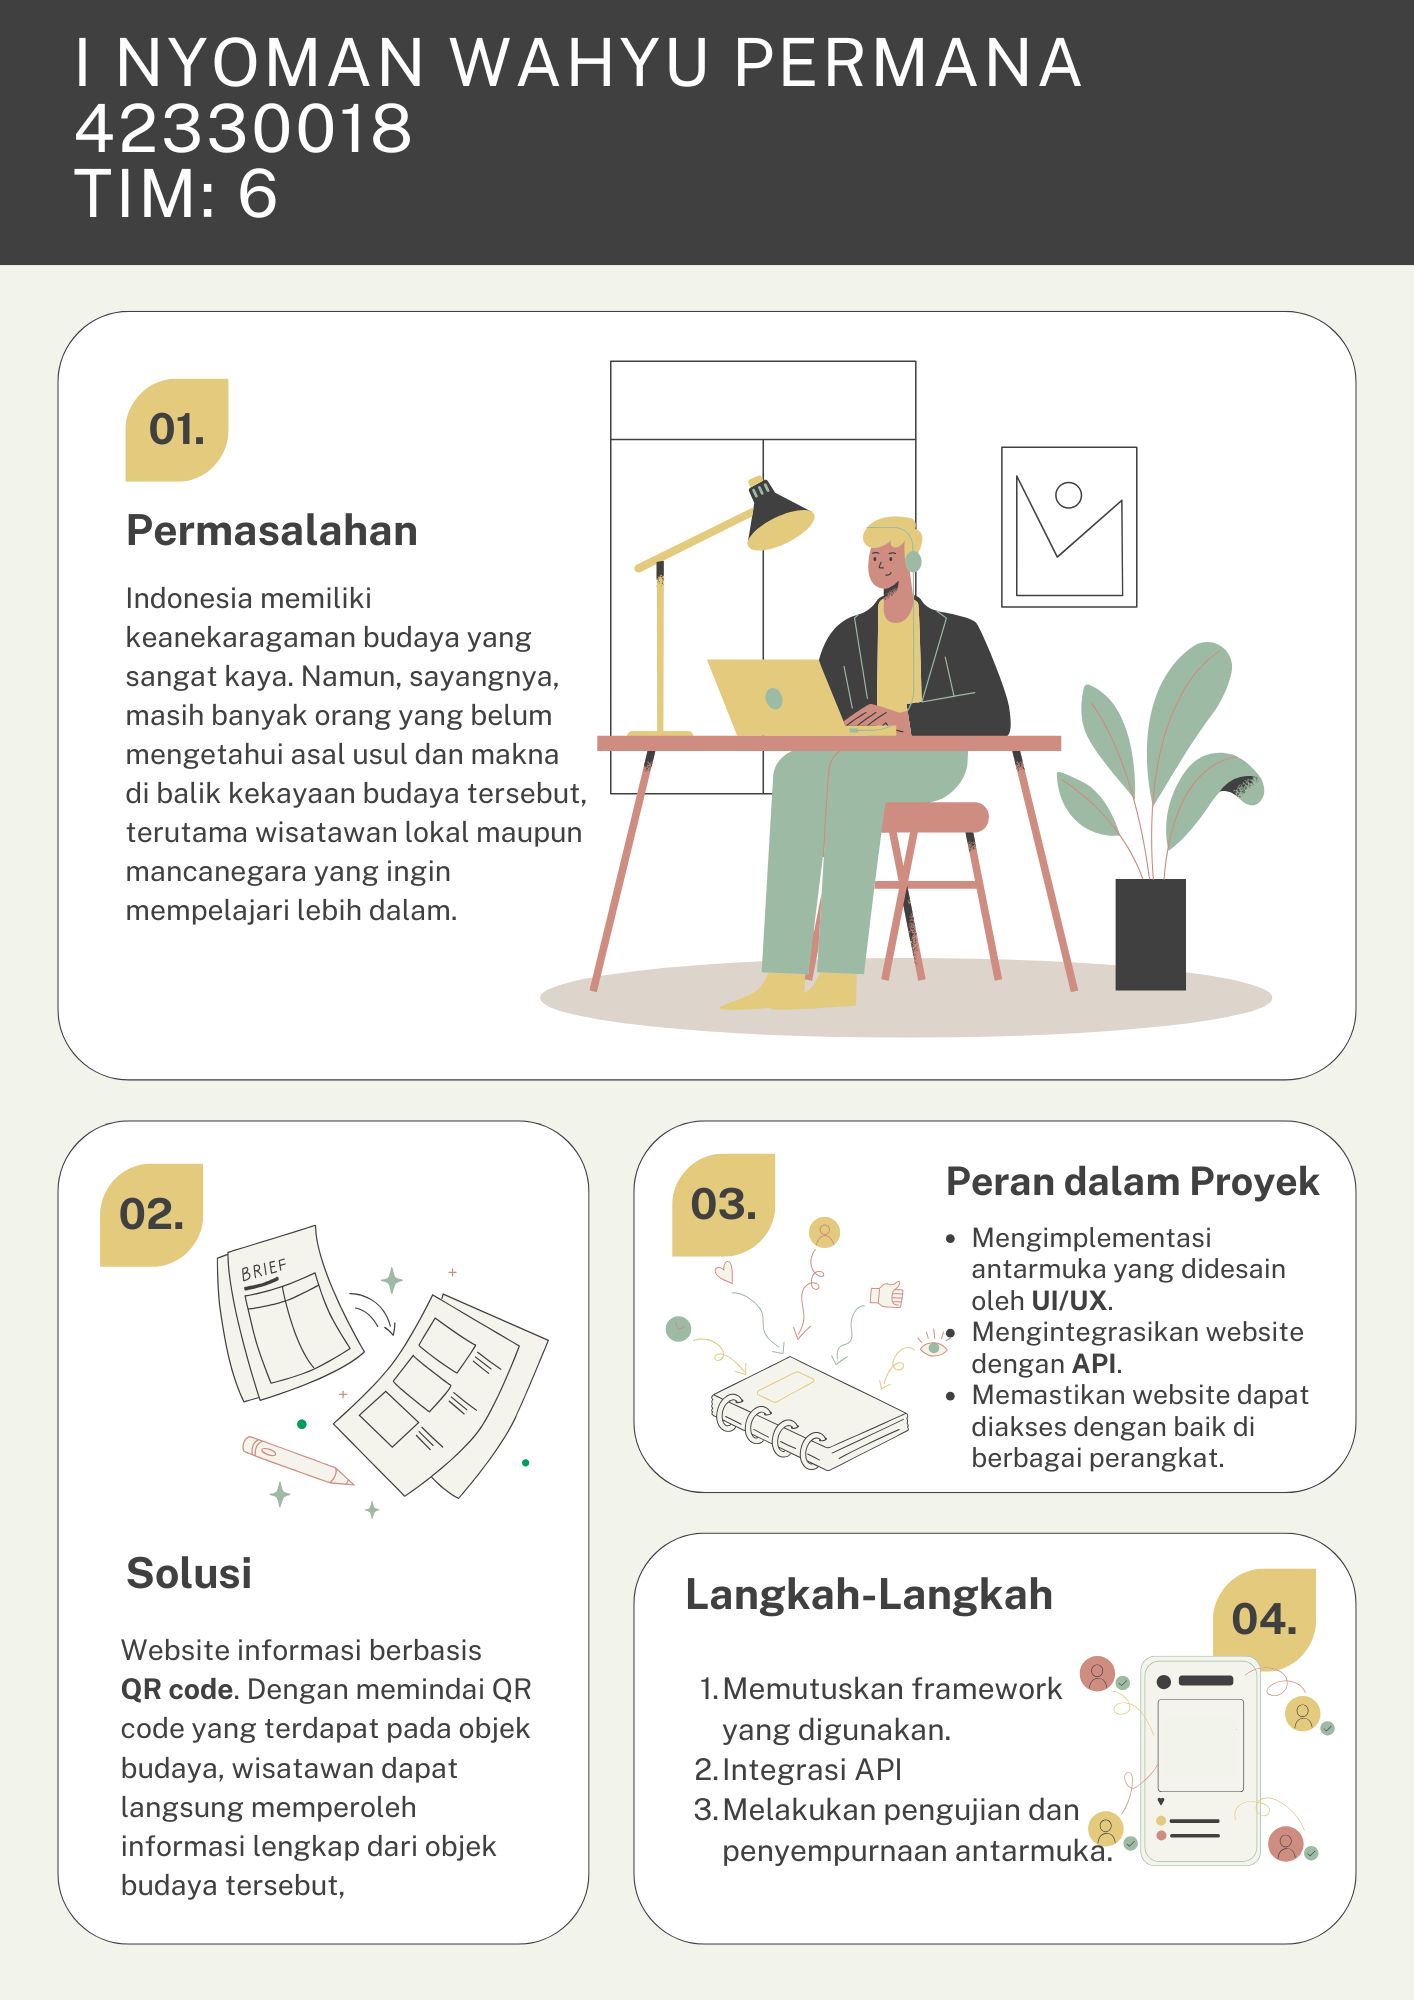 I NYOMAN WAHYU PERMANA
42330018
TIM: 6
01.
Permasalahan
Indonesia memiliki
keanekaragaman budaya yang
sangat kaya. Namun, sayangnya,
masih banyak orang yang belum
mengetahui asal usul dan makna
di balik kekayaan budaya tersebut,
terutama wisatawan lokal maupun
mancanegara yang ingin
mempelajari lebih dalam.
02.
BRIEF
Solusi
Website informasi berbasis
QR code. Dengan memindai QR
code yang terdapat pada objek
budaya, wisatawan dapat
langsung memperoleh
informasi lengkap dari objek
budaya tersebut,
03.
Peran dalam Proyek
• Mengimplementasi
antarmuka yang didesain
oleh UI/UX.
• Mengintegrasikan website
dengan API.
• Memastikan website dapat
diakses dengan baik di
berbagai perangkat.
04.
Langkah-Langkah
1. Memutuskan framework
yang digunakan.
2. Integrasi API
3. Melakukan pengujian dan
penyempurnaan antarmuka.